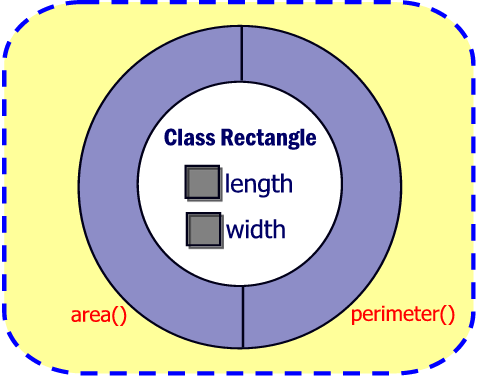 Class Rectangle
length
width
area()
perimeter()